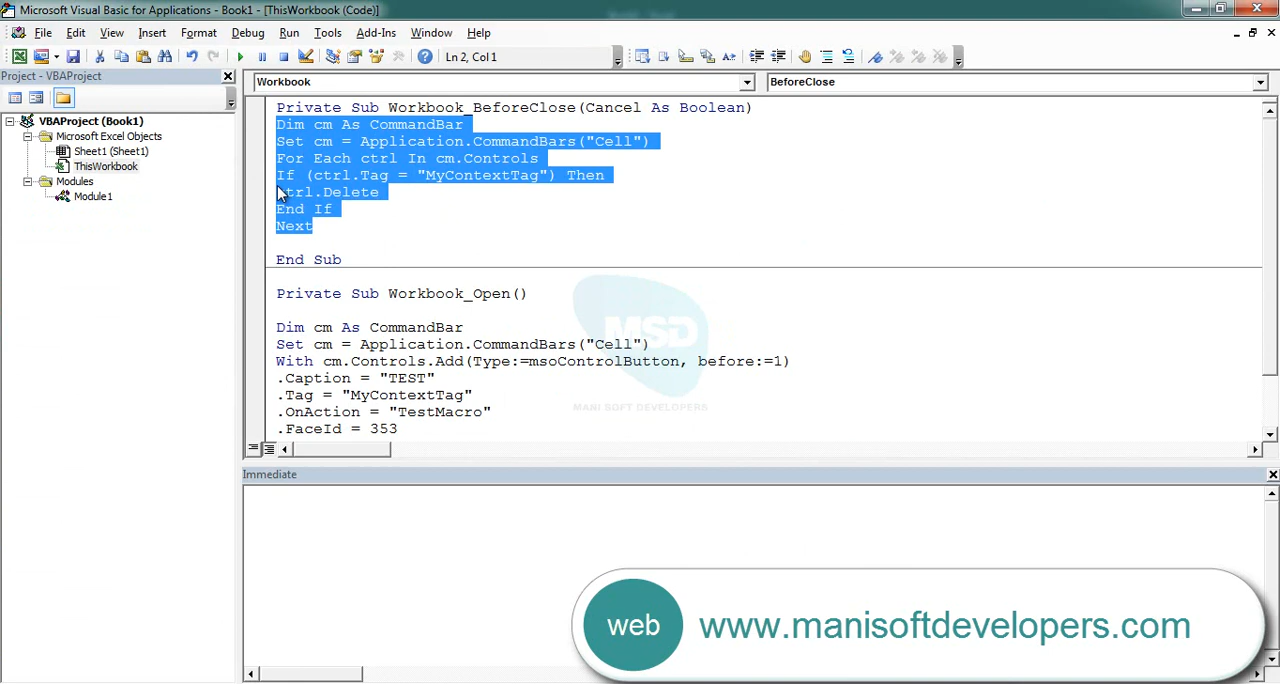 Microsoft Visual Basic for Applications - Book1 - [ThisWorkbook (Code)]
File Edit View Insert Format Debug Run Tools Add-Ins Window Help
Ln 2, Col 1
Project - VBAProject
VBAProject (Book1)
Microsoft Excel Objects
Sheet1 (Sheet1)
ThisWorkbook
Modules
Module1
Workbook
BeforeClose
Private Sub Workbook_BeforeClose(Cancel As Boolean)
Dim cm As CommandBar
Set cm = Application.CommandBars("Cell")
For Each ctrl In cm.Controls
If (ctrl.Tag = "MyContextTag") Then
ctrl.Delete
End If
Next
End Sub
Private Sub Workbook_Open()
Dim cm As CommandBar
Set cm = Application.CommandBars("Cell")
With cm.Controls.Add(Type:=msoControlButton, before:=1)
.Caption = "TEST"
.Tag = "MyContextTag"
.OnAction = "TestMacro"
.FaceId = 353
MSD
MANI SOFT DEVELOPERS
Immediate
web
www.manisoftdevelopers.com